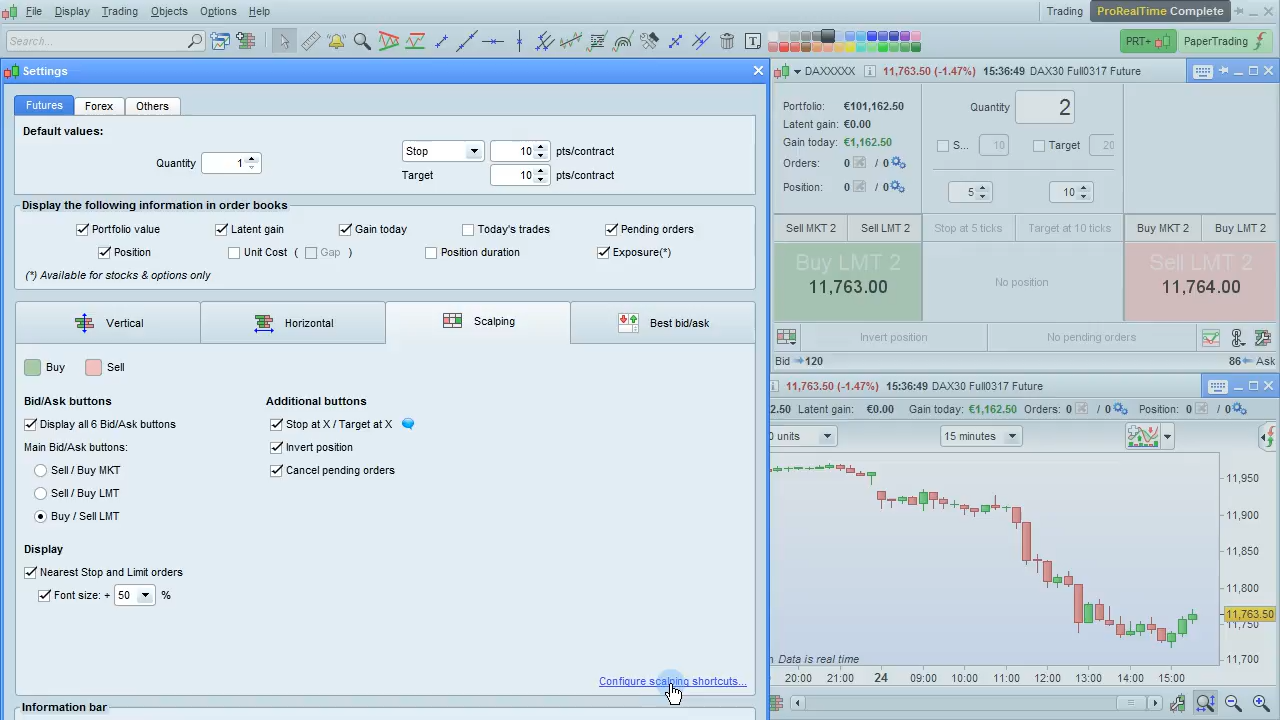 File Display Trading Objects Options Help Trading ProRealTime Complete
Search... T PRT+ PaperTrading
Settings
Futures Forex Others
Default values:
Quantity 1
Stop 10 pts/contract
Target 10 pts/contract
Display the following information in order books
Portfolio value Latent gain Gain today Today's trades Pending orders
Position Unit Cost ( Gap ) Position duration Exposure(*)
(*) Available for stocks & options only
Vertical Horizontal Scalping Best bid/ask
Buy Sell
Bid/Ask buttons
Display all 6 Bid/Ask buttons
Main Bid/Ask buttons:
Sell / Buy MKT
Sell / Buy LMT
Buy / Sell LMT
Additional buttons
Stop at X / Target at X
Invert position
Cancel pending orders
Display
Nearest Stop and Limit orders
Font size: + 50 %
Configure scalping shortcuts...
Information bar
DAXXXXX 11,763.50 (-1.47%) 15:36:49 DAX30 Full0317 Future
Portfolio: €101,162.50
Latent gain: €0.00
Gain today: €1,162.50
Orders: 0 / 0
Position: 0 / 0
Quantity 2
S... 10 Target 20
5 10
Sell MKT 2 Sell LMT 2 Stop at 5 ticks Target at 10 ticks Buy MKT 2 Buy LMT 2
Buy LMT 2 Sell LMT 2
11,763.00 No position 11,764.00
Invert position No pending orders
Bid 120 86 Ask
11,763.50 (-1.47%) 15:36:49 DAX30 Full0317 Future
2.50 Latent gain: €0.00 Gain today: €1,162.50 Orders: 0 / 0 Position: 0 / 0
units 15 minutes
11,950
11,900
11,850
11,800
11,763.50
11,750
11,700
Data is real time
20:00 21:00 24 09:00 10:00 11:00 12:00 13:00 14:00 15:00